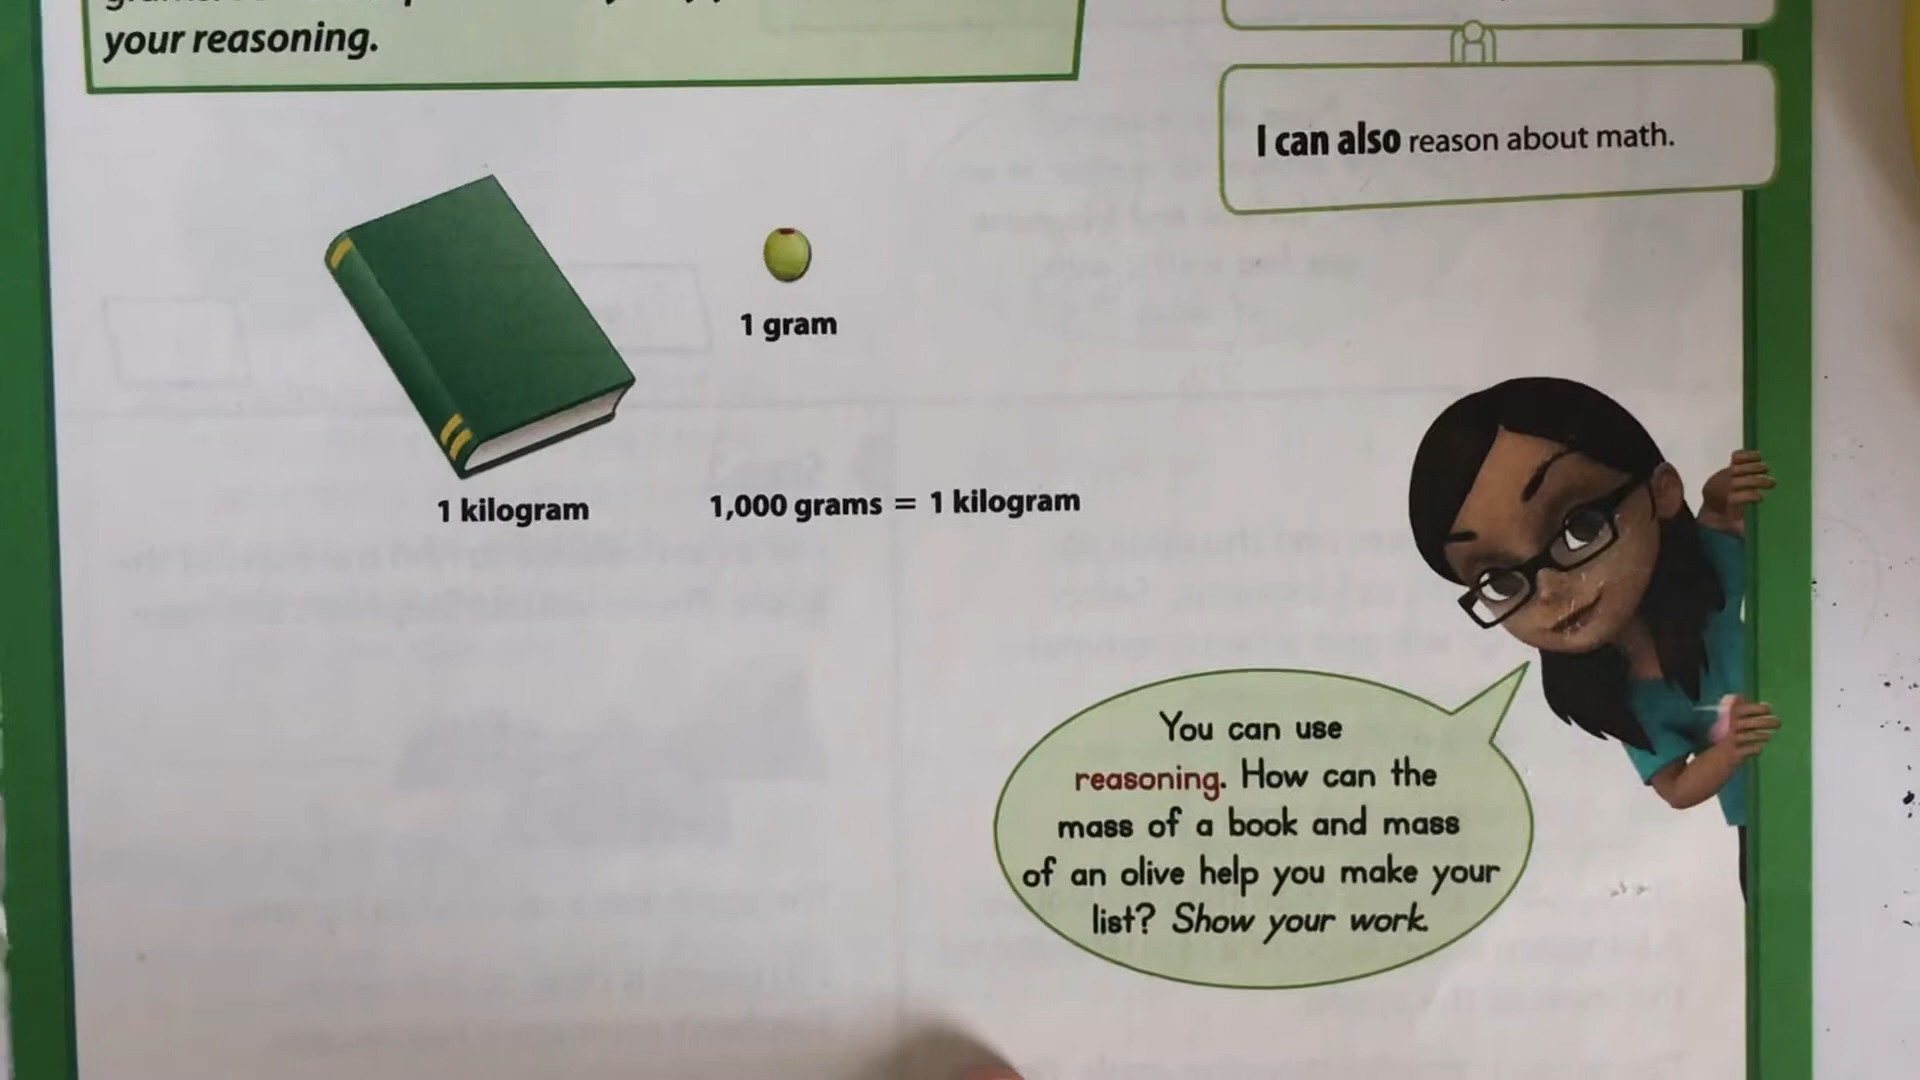 your reasoning.
I can also reason about math.
1 gram
1 kilogram
1,000 grams = 1 kilogram
You can use
reasoning. How can the
mass of a book and mass
of an olive help you make your
list? Show your work.